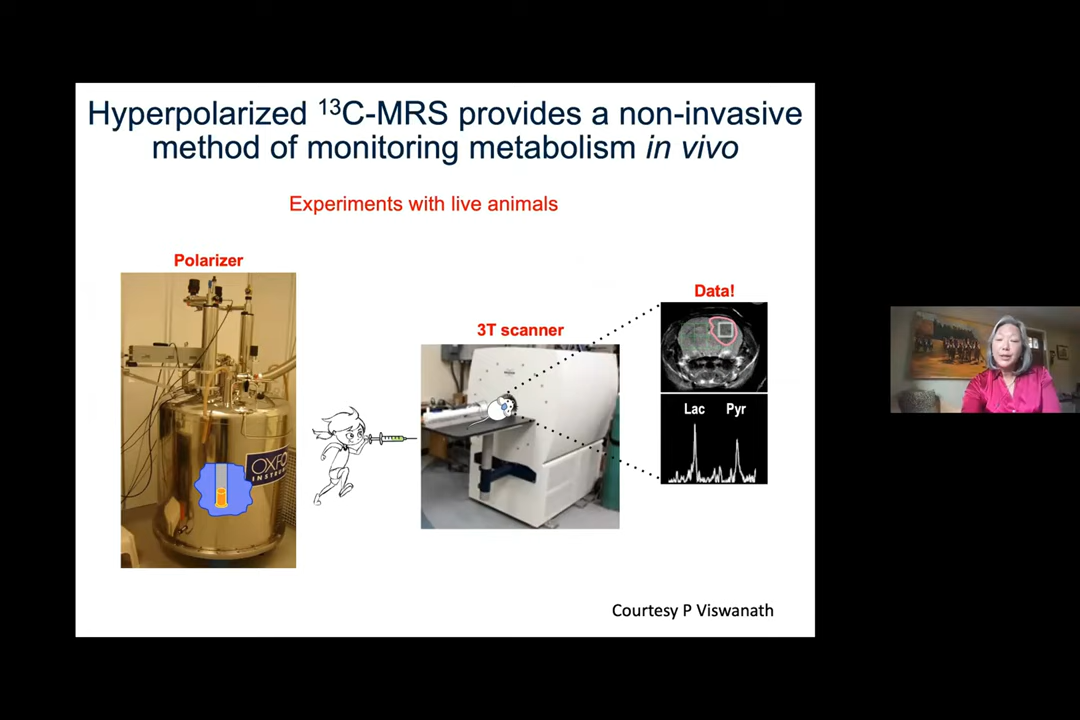 Hyperpolarized ¹³C-MRS provides a non-invasive
method of monitoring metabolism in vivo
Experiments with live animals
Polarizer
3T scanner
Data!
Lac Pyr
Courtesy P Viswanath